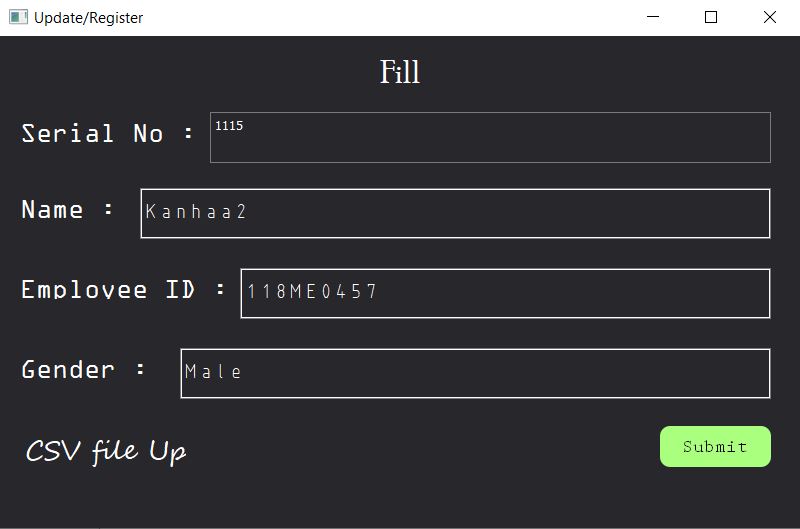 Update/Register
Fill
Serial No : 1115
Name : Kanhaa2
Employee ID : 118ME0457
Gender : Male
CSV file Up
Submit